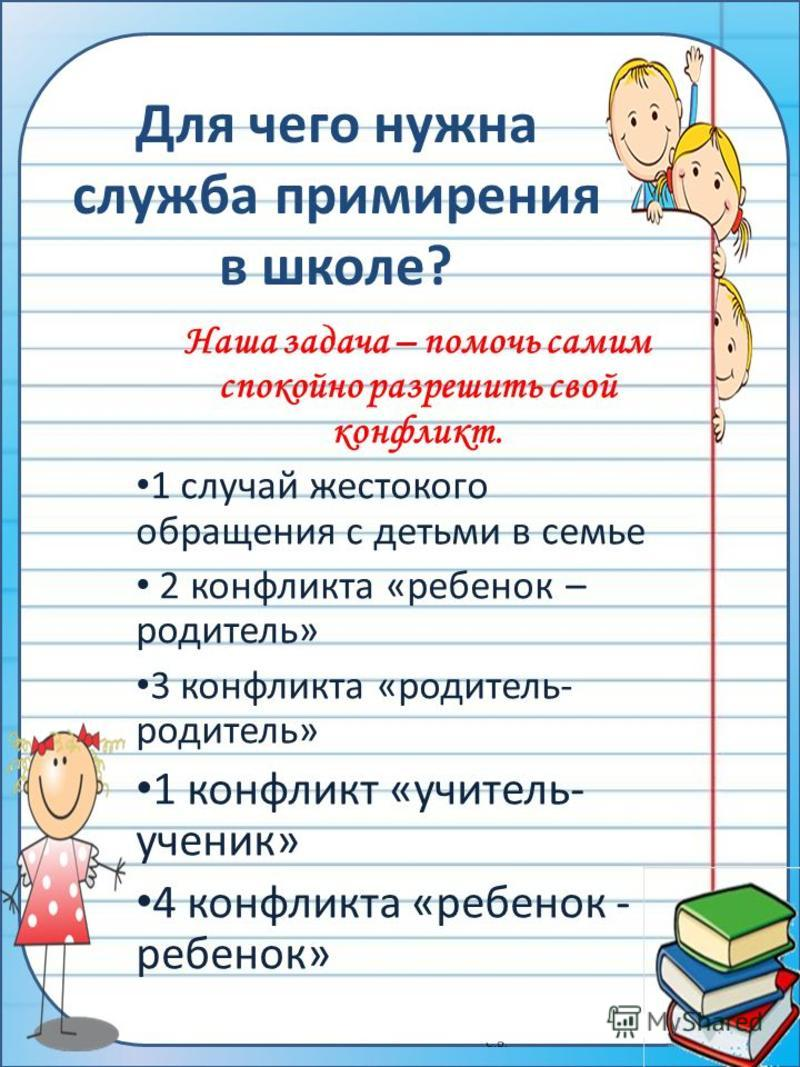 Для чего нужна
служба примирения
в школе?
Наша задача – помочь самим
спокойно разрешить свой
конфликт.
•1 случай жестокого
обращения с детьми в семье
• 2 конфликта «ребенок –
родитель»
•3 конфликта «родитель-
родитель»
•1 конфликт «учитель-
ученик»
•4 конфликта «ребенок -
ребенок»
MyShared
С.В.